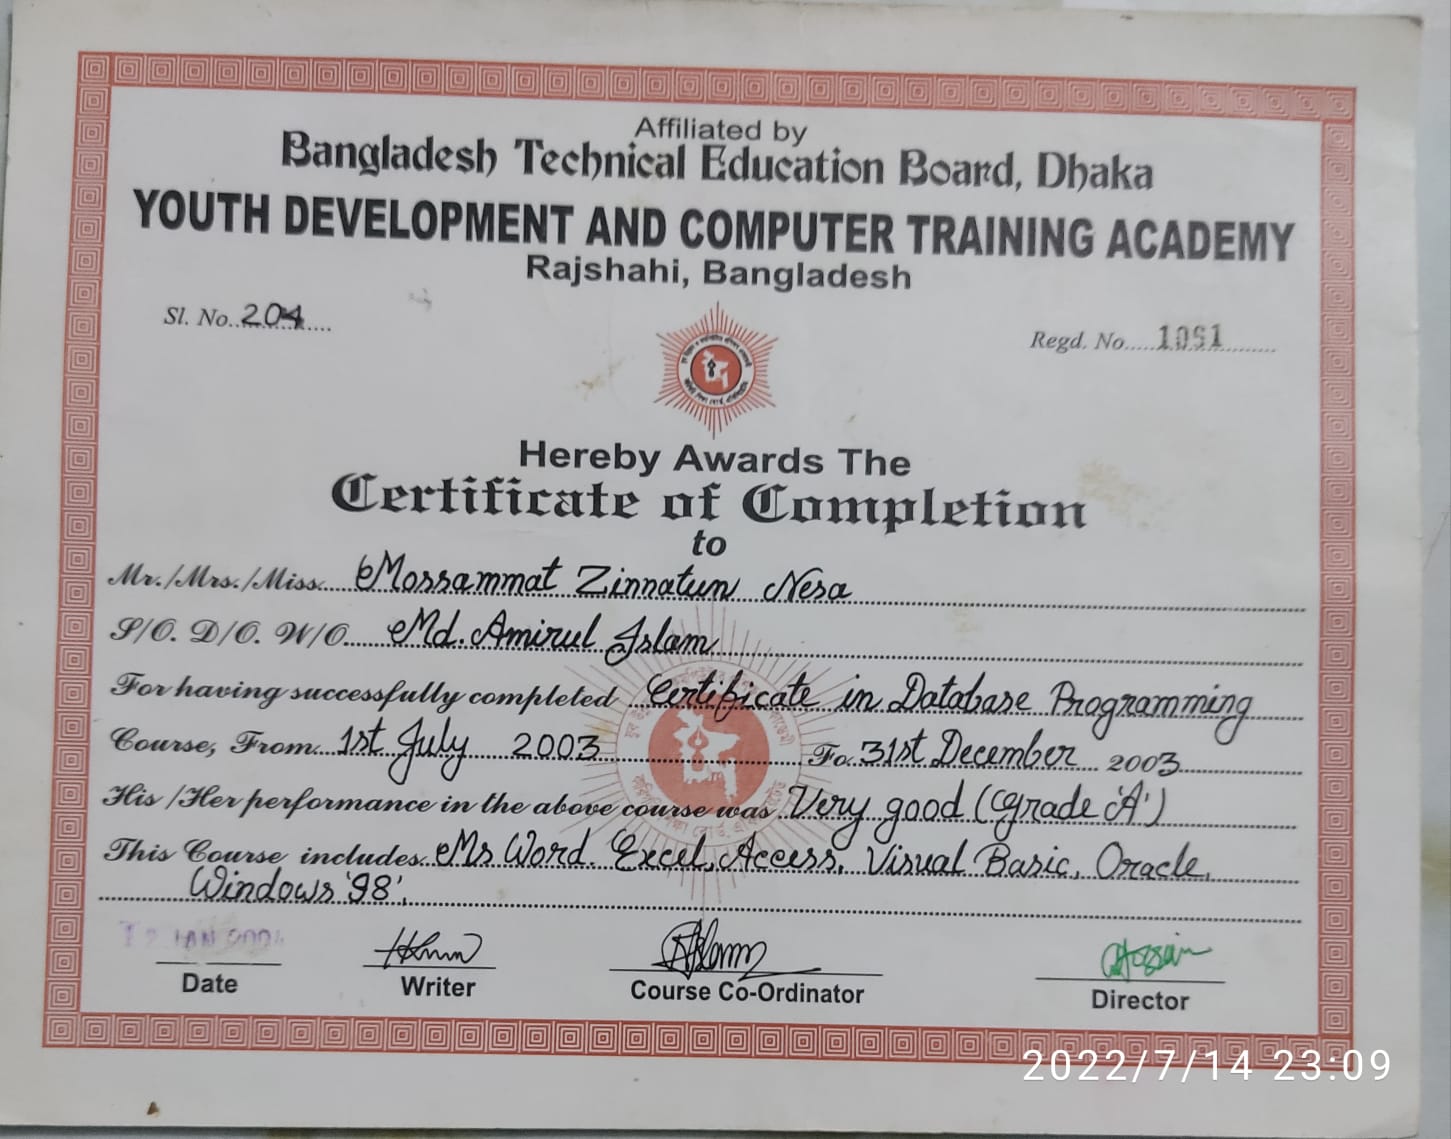 Affiliated by
Bangladesh Technical Education Board, Dhaka
YOUTH DEVELOPMENT AND COMPUTER TRAINING ACADEMY
Rajshahi, Bangladesh
Sl. No. 204
Regd. No. 1051
Hereby Awards The
Certificate of Completion
to
Mr./Mrs./Miss. Mossammat Zinnatun Nesa
S/O. D/O. W/O. Md. Amirul Islam
For having successfully completed Certificate in Database Programming
Course, From 1st July 2003 To 31st December 2003
His/Her performance in the above course was Very good (Grade 'A')
This Course includes Ms Word. Excel, Access, Visual Basic, Oracle,
Windows '98',
12 JAN 2004
Date
Writer
Course Co-Ordinator
Director
2022/7/14 23:09